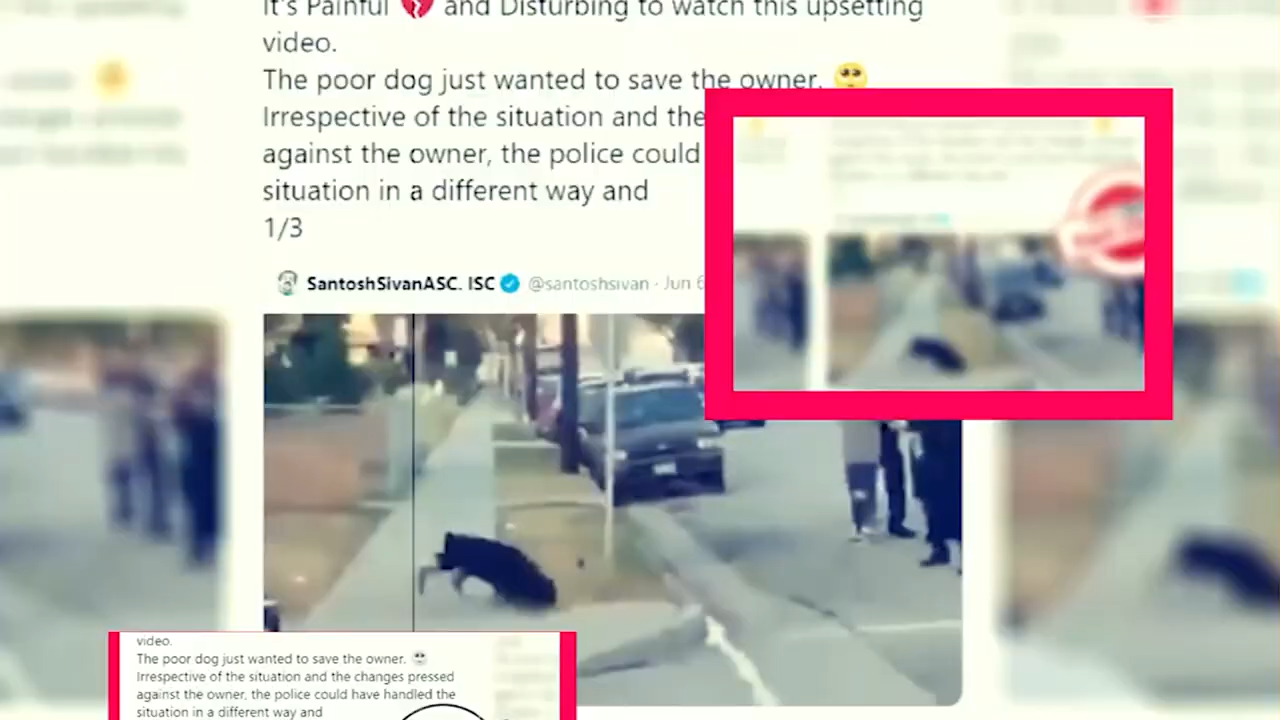 It's Painful 💔 and Disturbing to watch this upsetting
video.
The poor dog just wanted to save the owner. 🥺
Irrespective of the situation and the
against the owner, the police could
situation in a different way and
1/3
SantoshSivanASC. ISC @santoshsivan · Jun 6
video.
The poor dog just wanted to save the owner. 🥺
Irrespective of the situation and the changes pressed
against the owner, the police could have handled the
situation in a different way and